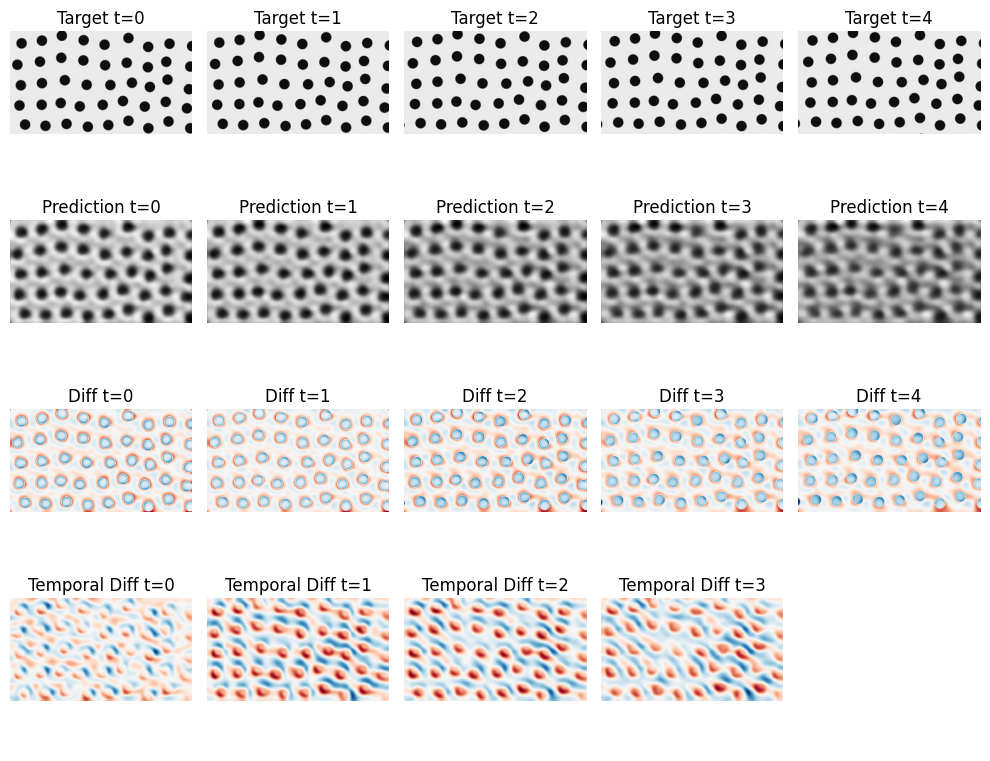 Target t=0 Target t=1 Target t=2 Target t=3 Target t=4
Prediction t=0 Prediction t=1 Prediction t=2 Prediction t=3 Prediction t=4
Diff t=0 Diff t=1 Diff t=2 Diff t=3 Diff t=4
Temporal Diff t=0 Temporal Diff t=1 Temporal Diff t=2 Temporal Diff t=3